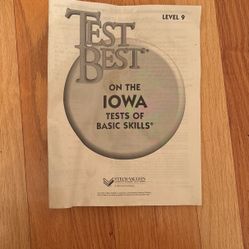 TEST
BEST®
LEVEL 9
ON THE
IOWA
TESTS OF
BASIC SKILLS®
STECK-VAUGHN